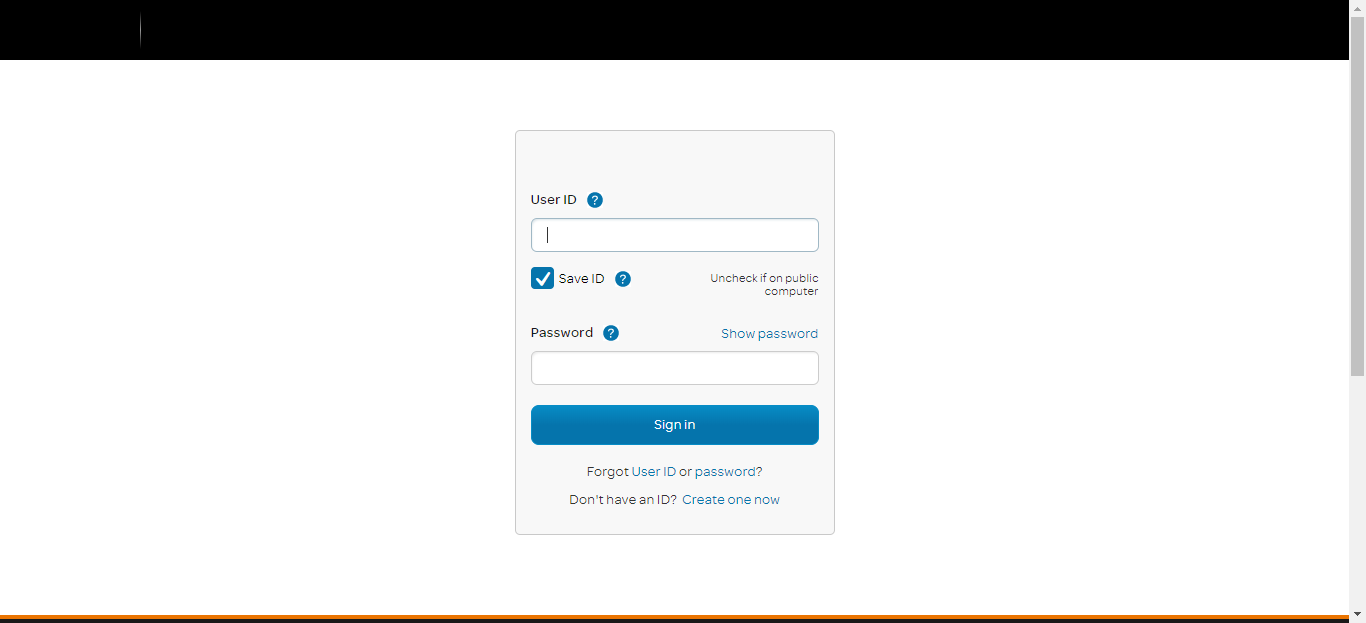 User ID ?
Save ID ?
Uncheck if on public
computer
Password ?
Show password
Sign in
Forgot User ID or password?
Don't have an ID? Create one now